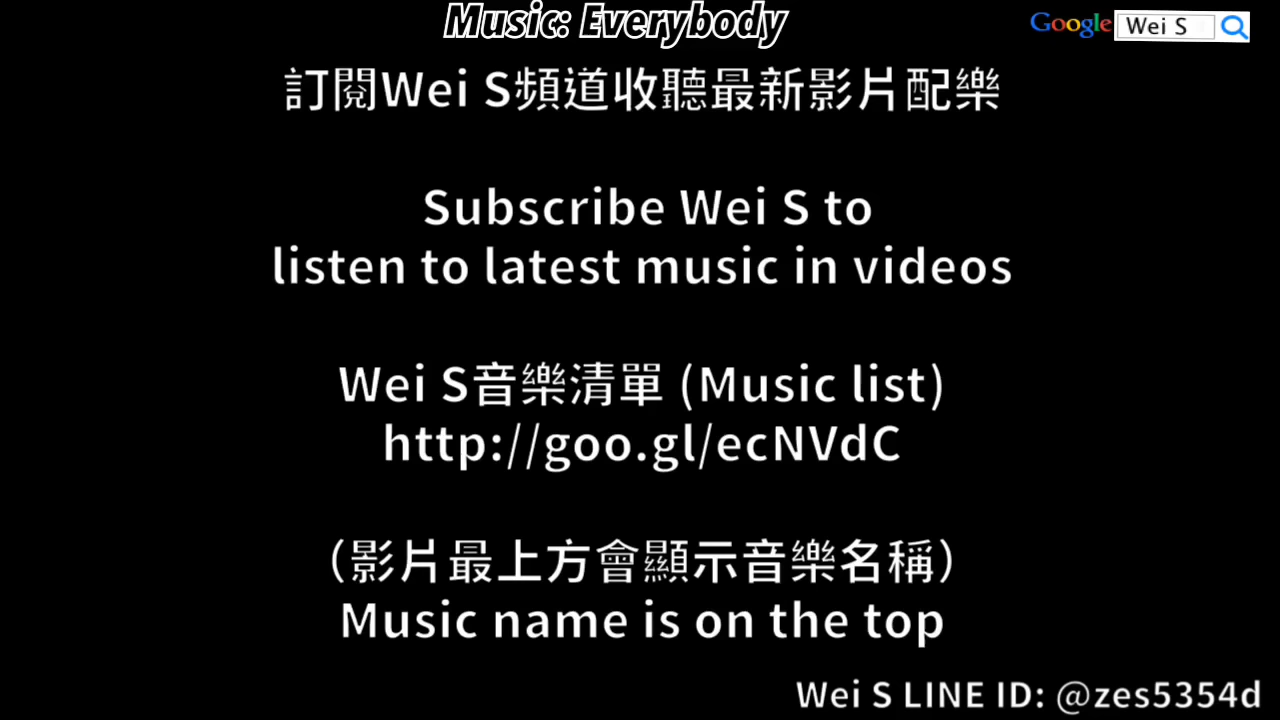 Music: Everybody
Google Wei S
訂閱Wei S頻道收聽最新影片配樂
Subscribe Wei S to
listen to latest music in videos
Wei S音樂清單 (Music list)
http://goo.gl/ecNVdC
（影片最上方會顯示音樂名稱）
Music name is on the top
Wei S LINE ID: @zes5354d